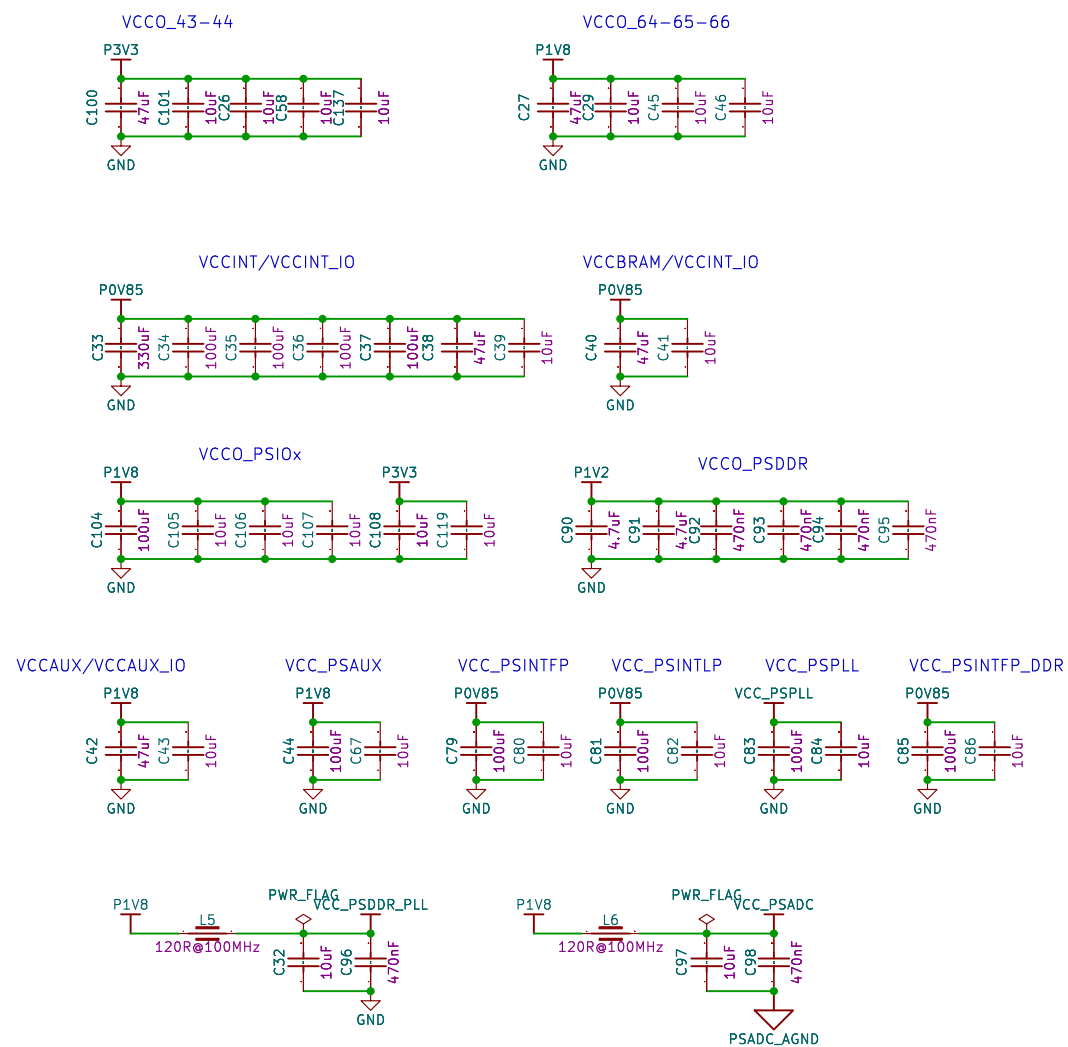 VCCO_43-44
P3V3
C100 47uF C101 10uF C26 10uF C58 10uF C137 10uF
GND
VCCO_64-65-66
P1V8
C27 47uF C29 10uF C45 10uF C46 10uF
GND
VCCINT/VCCINT_IO
P0V85
C33 330uF C34 100uF C35 100uF C36 100uF C37 100uF C38 47uF C39 10uF
GND
VCCBRAM/VCCINT_IO
P0V85
C40 47uF C41 10uF
GND
VCCO_PSIOx
P1V8 P3V3
C104 100uF C105 10uF C106 10uF C107 10uF C108 10uF C119 10uF
GND
VCCO_PSDDR
P1V2
C90 4.7uF C91 4.7uF C92 470nF C93 470nF C94 470nF C95 470nF
GND
VCCAUX/VCCAUX_IO
P1V8
C42 47uF C43 10uF
GND
VCC_PSAUX
P1V8
C44 100uF C67 10uF
GND
VCC_PSINTFP
P0V85
C79 100uF C80 10uF
GND
VCC_PSINTLP
P0V85
C81 100uF C82 10uF
GND
VCC_PSPLL
VCC_PSPLL
C83 100uF C84 10uF
GND
VCC_PSINTFP_DDR
P0V85
C85 100uF C86 10uF
GND
PWR_FLAG
P1V8 VCC_PSDDR_PLL
L5
120R@100MHz
C32 10uF C96 470nF
GND
PWR_FLAG
P1V8 VCC_PSADC
L6
120R@100MHz
C97 10uF C98 470nF
PSADC_AGND